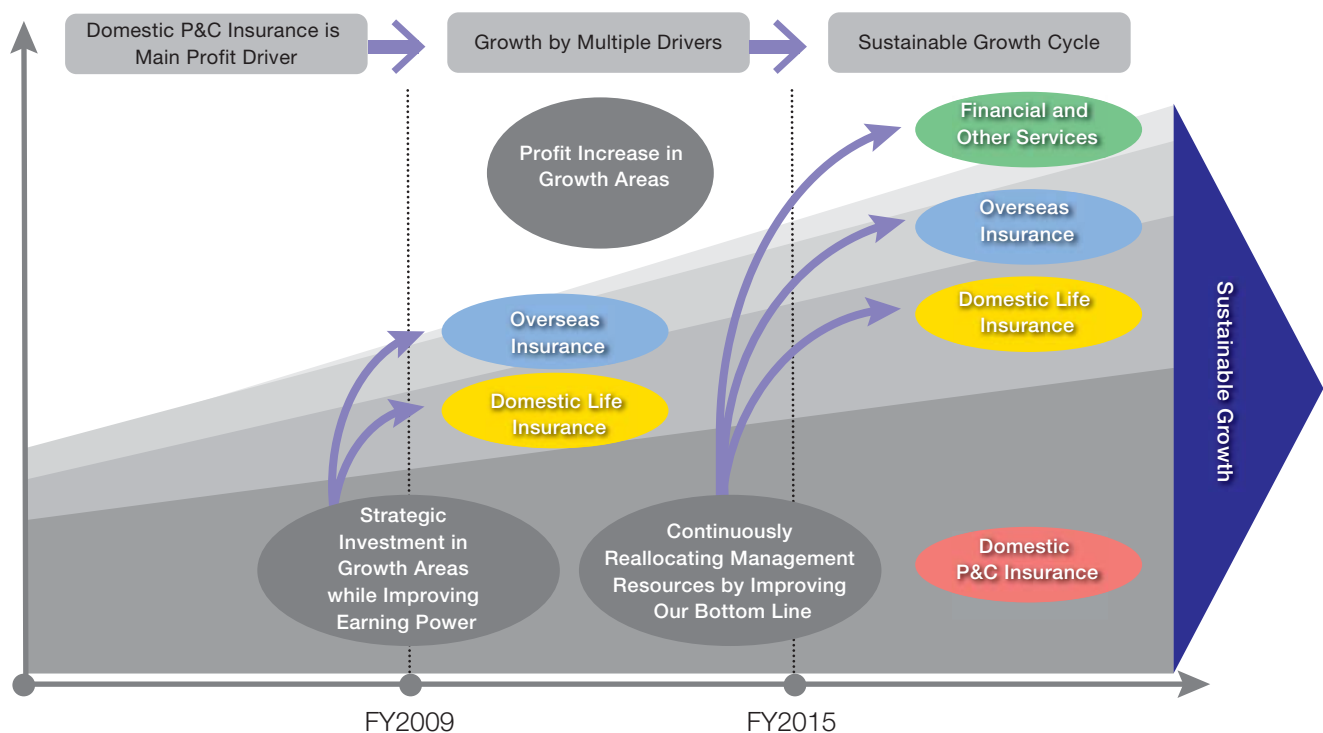 Domestic P&C Insurance is
Main Profit Driver
Growth by Multiple Drivers
Sustainable Growth Cycle
Profit Increase in
Growth Areas
Financial and
Other Services
Overseas
Insurance
Domestic Life
Insurance
Overseas
Insurance
Domestic Life
Insurance
Strategic
Investment in
Growth Areas
while Improving
Earning Power
Continuously
Reallocating Management
Resources by Improving
Our Bottom Line
Domestic
P&C Insurance
Sustainable Growth
FY2009
FY2015